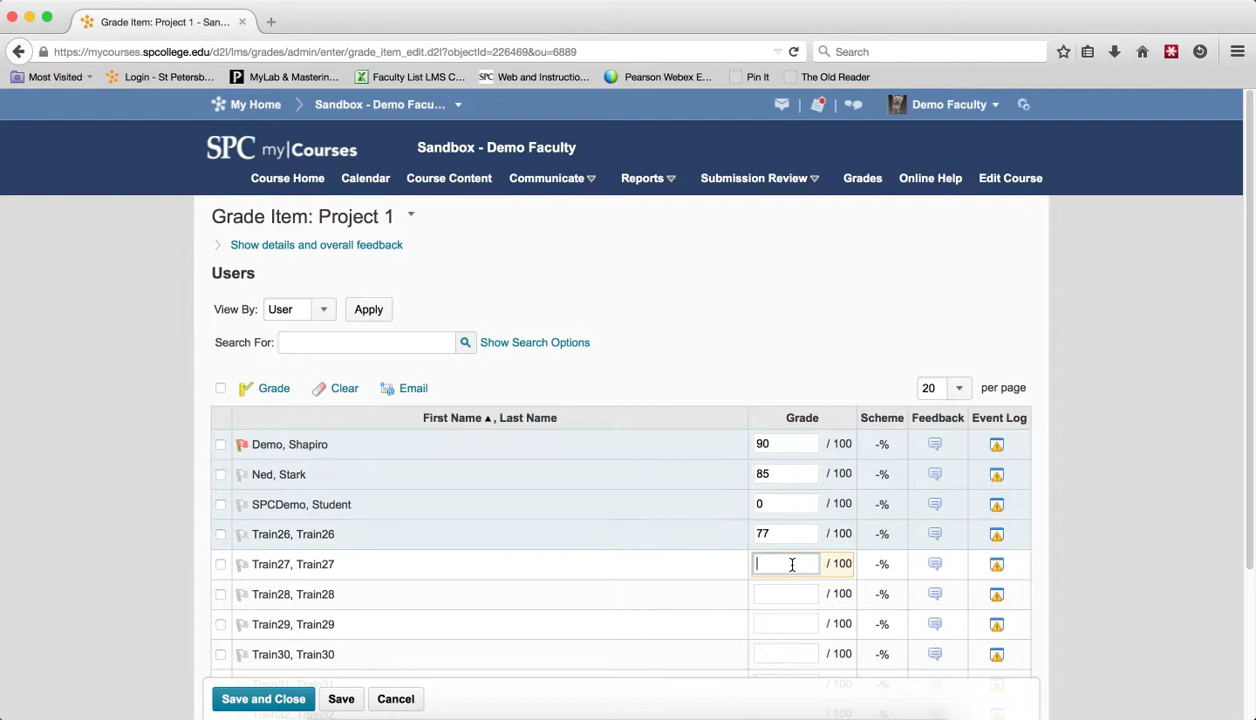 Grade Item: Project 1 - San...
https://mycourses.spcollege.edu/d2l/lms/grades/admin/enter/grade_item_edit.d2l?objectId=226469&ou=6889
Search
Most Visited
Login - St Petersb...
MyLab & Mastering...
Faculty List LMS C...
SPC Web and Instructio...
Pearson Webex E...
Pin It
The Old Reader
My Home
Sandbox - Demo Facu...
Demo Faculty
SPC my|Courses
Sandbox - Demo Faculty
Course Home Calendar Course Content Communicate Reports Submission Review Grades Online Help Edit Course
Grade Item: Project 1
Show details and overall feedback
Users
View By: User Apply
Search For: Show Search Options
Grade Clear Email 20 per page
First Name ▲, Last Name Grade Scheme Feedback Event Log
Demo, Shapiro 90 / 100 -%
Ned, Stark 85 / 100 -%
SPCDemo, Student 0 / 100 -%
Train26, Train26 77 / 100 -%
Train27, Train27 / 100 -%
Train28, Train28 / 100 -%
Train29, Train29 / 100 -%
Train30, Train30 / 100 -%
Train31, Train31
Save and Close Save Cancel